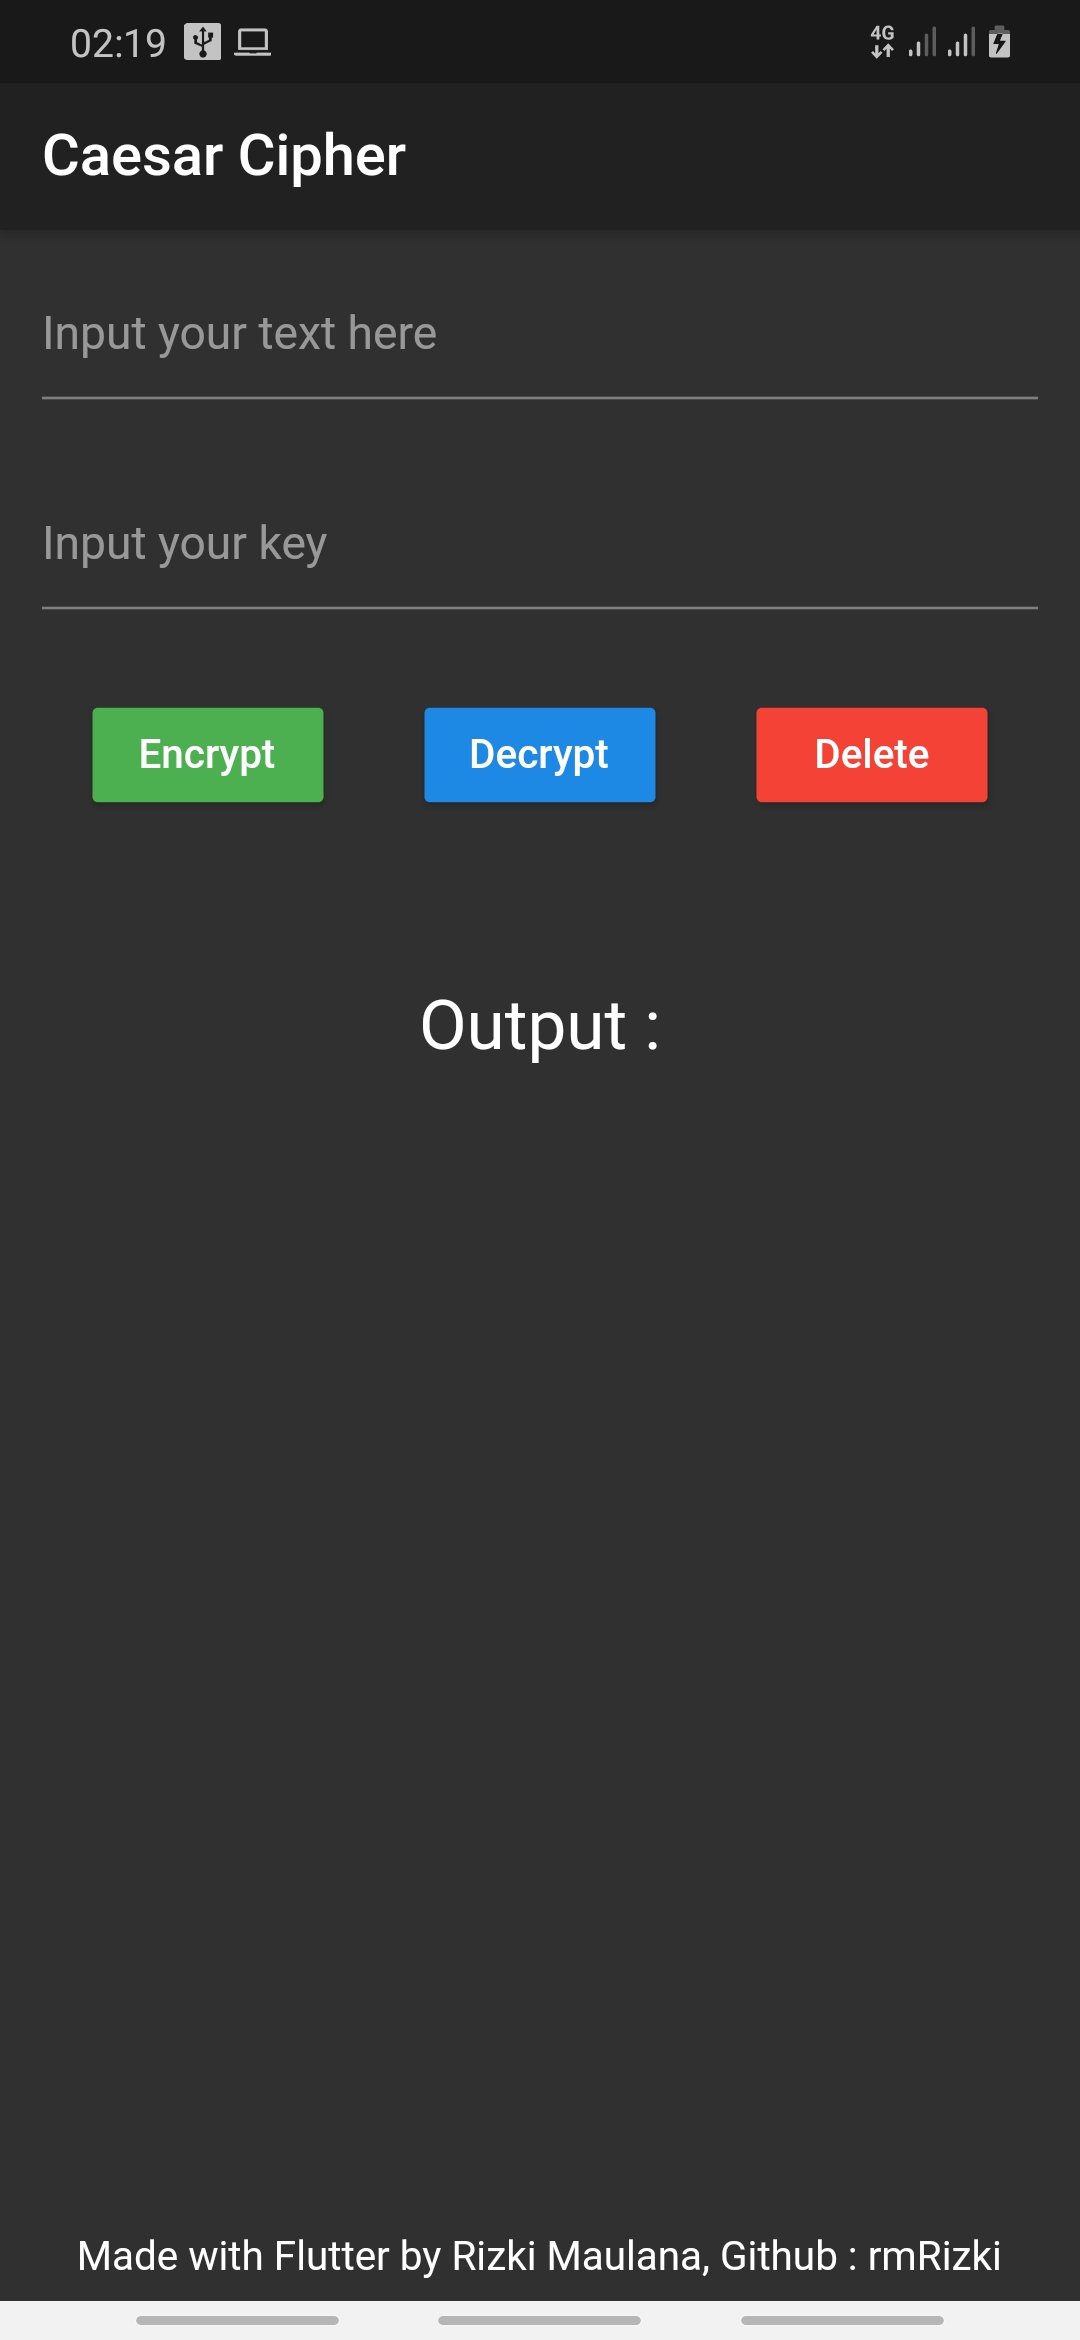 02:19
4G
Caesar Cipher
Input your text here
Input your key
Encrypt Decrypt Delete
Output :
Made with Flutter by Rizki Maulana, Github : rmRizki